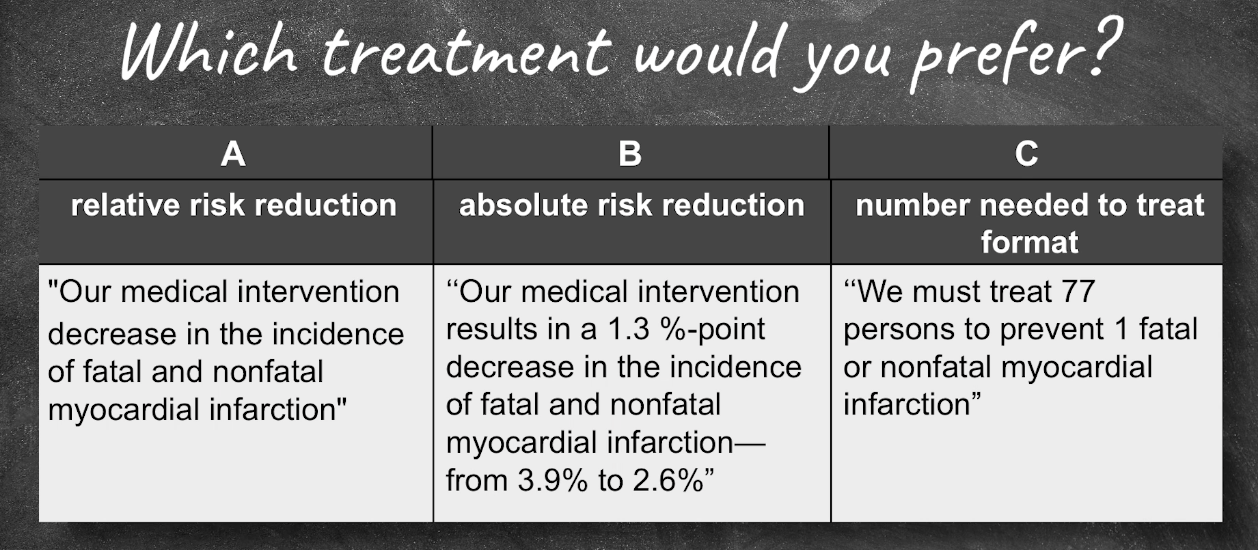 Which treatment would you prefer?
A
B
C
relative risk reduction
absolute risk reduction
number needed to treat
format
"Our medical intervention
decrease in the incidence
of fatal and nonfatal
myocardial infarction"
“Our medical intervention
results in a 1.3 %-point
decrease in the incidence
of fatal and nonfatal
myocardial infarction—
from 3.9% to 2.6%”
“We must treat 77
persons to prevent 1 fatal
or nonfatal myocardial
infarction”